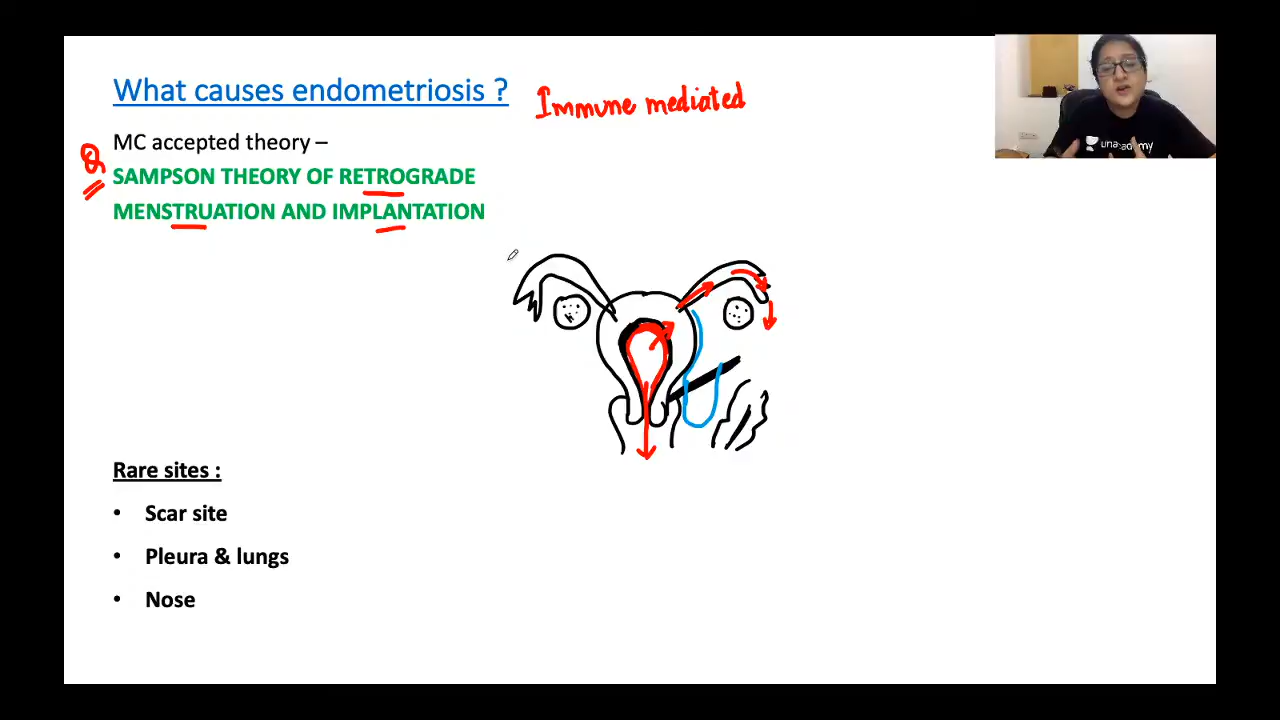 What causes endometriosis ?
Immune mediated
MC accepted theory –
Q
SAMPSON THEORY OF RETROGRADE
MENSTRUATION AND IMPLANTATION
Rare sites :
• Scar site
• Pleura & lungs
• Nose
unacademy